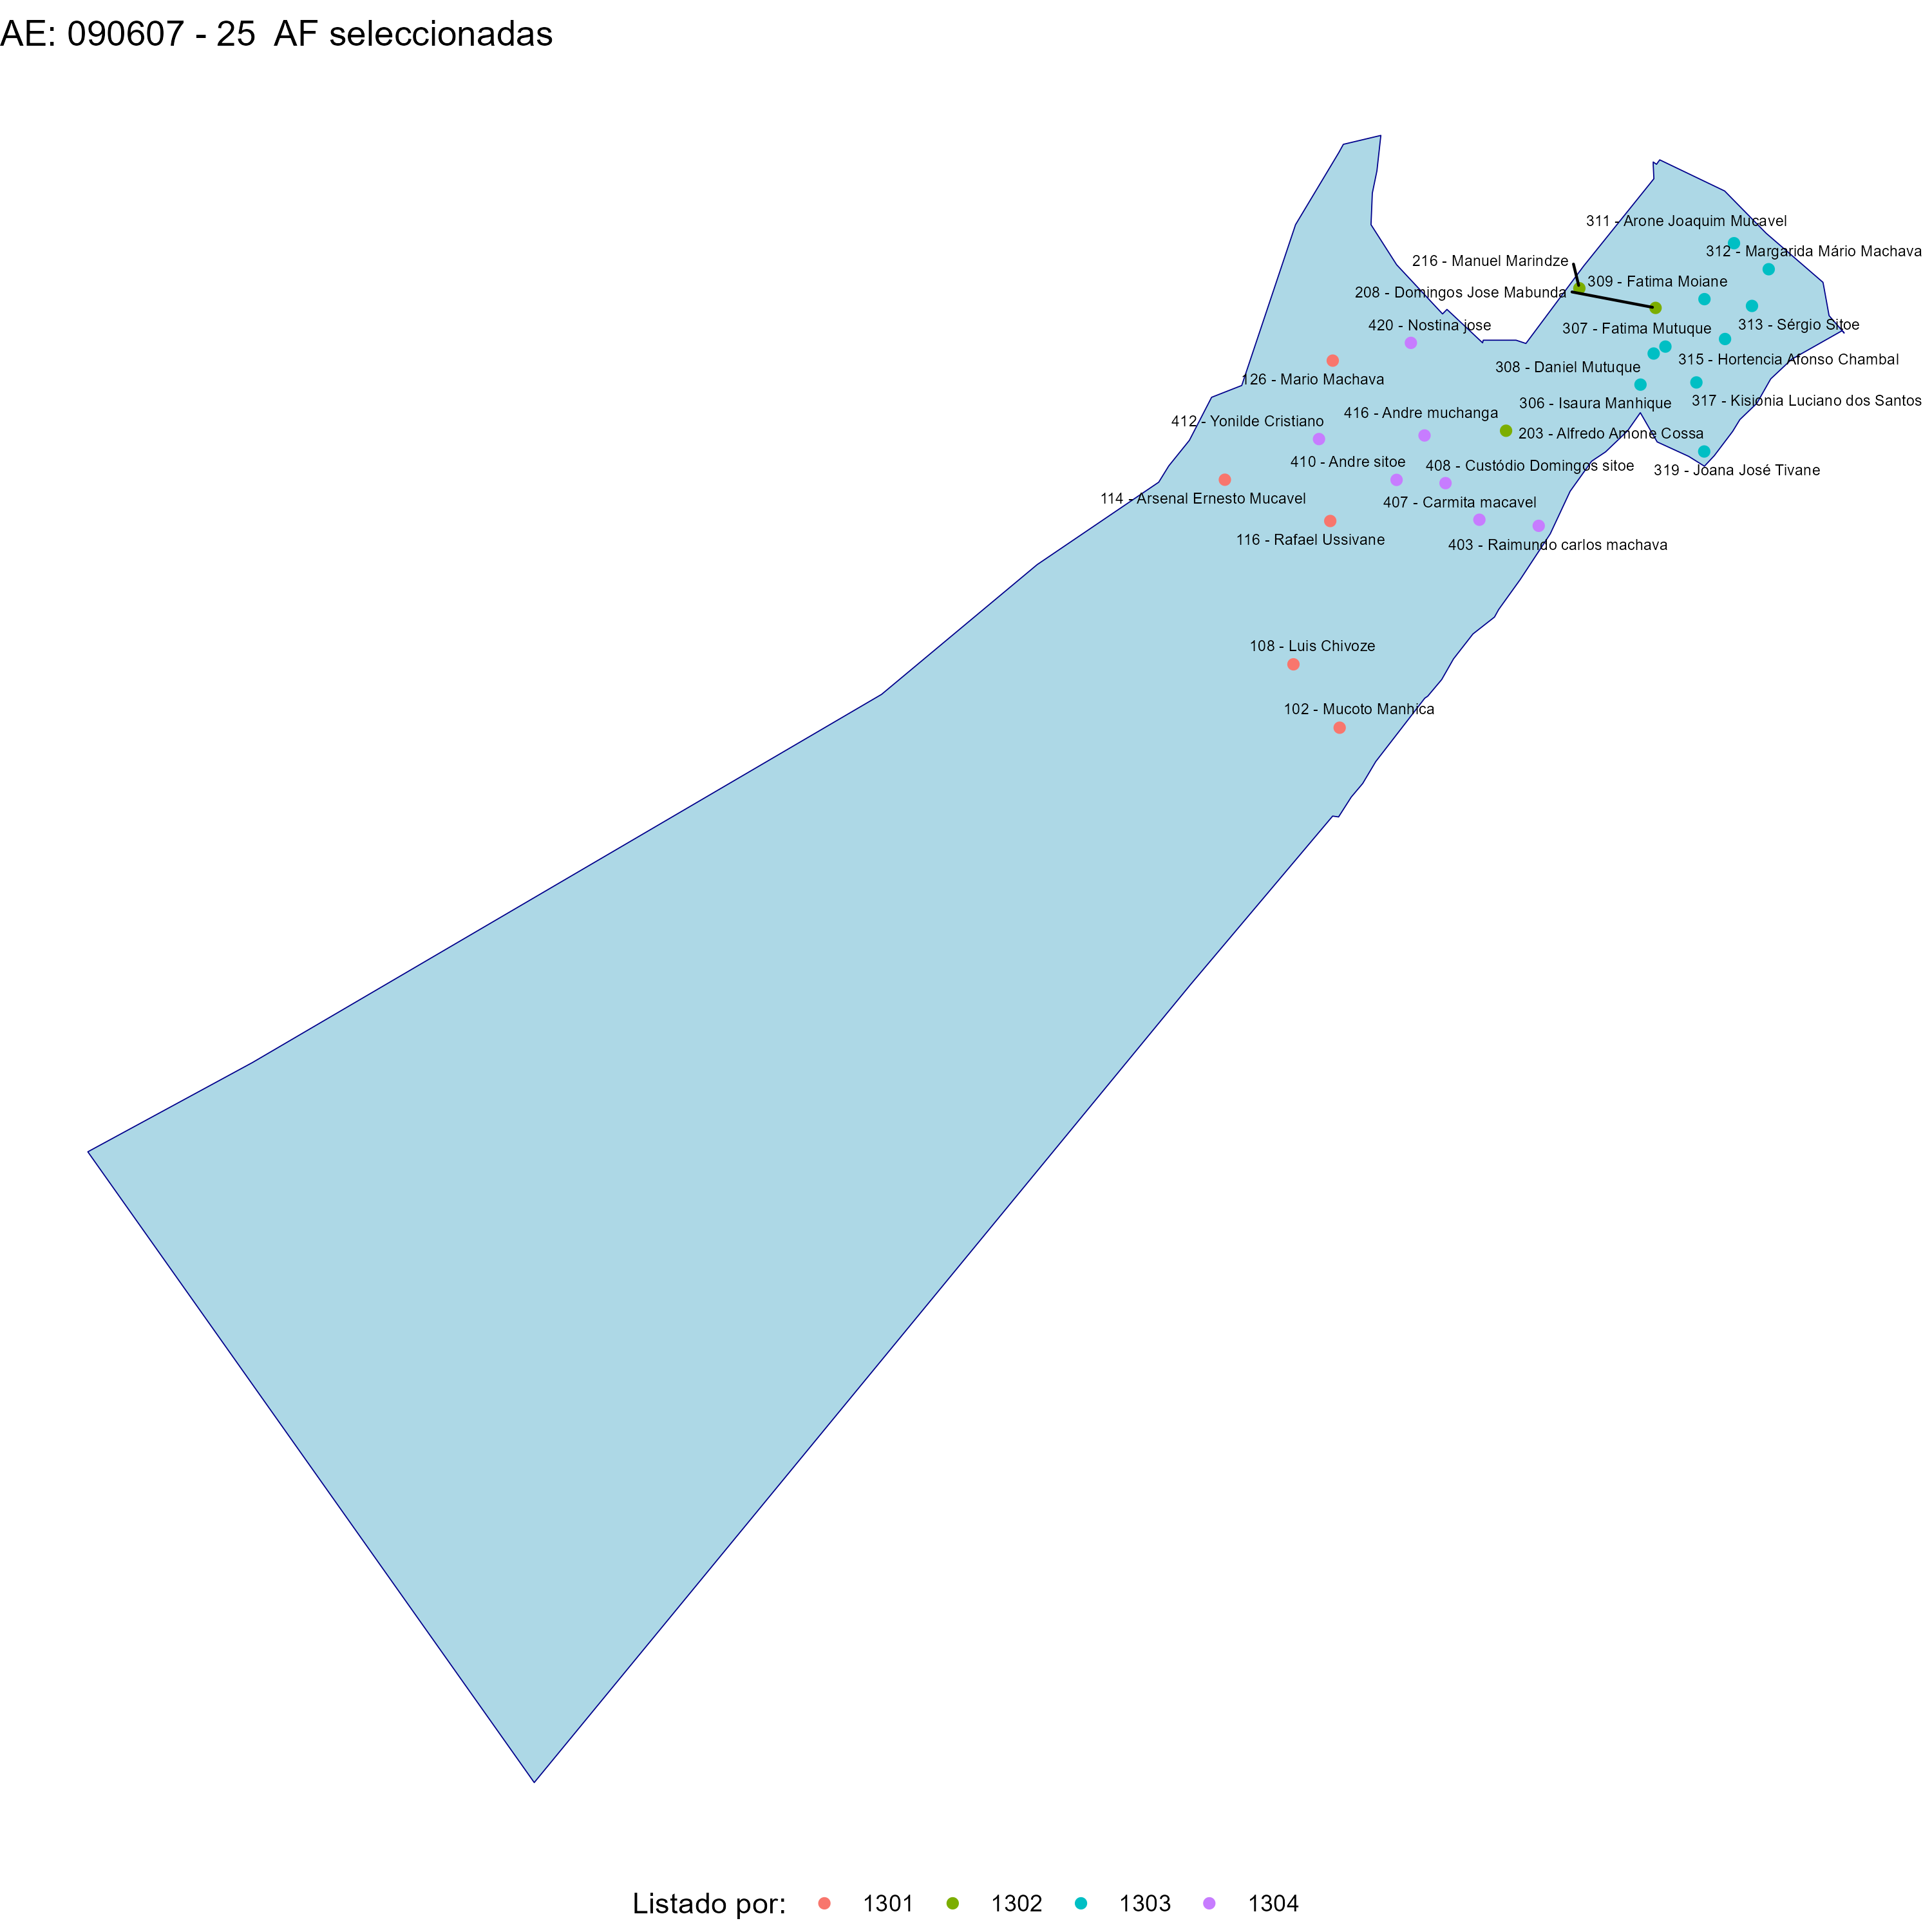 AE: 090607 - 25  AF seleccionadas
311 - Arone Joaquim Mucavel
312 - Margarida Mário Machava
216 - Manuel Marindze
309 - Fatima Moiane
208 - Domingos Jose Mabunda
420 - Nostina jose
307 - Fatima Mutuque
313 - Sérgio Sitoe
315 - Hortencia Afonso Chambal
308 - Daniel Mutuque
126 - Mario Machava
306 - Isaura Manhique
317 - Kisionia Luciano dos Santos
416 - Andre muchanga
412 - Yonilde Cristiano
203 - Alfredo Amone Cossa
410 - Andre sitoe
408 - Custódio Domingos sitoe
319 - Joana José Tivane
114 - Arsenal Ernesto Mucavel
407 - Carmita macavel
116 - Rafael Ussivane
403 - Raimundo carlos machava
108 - Luis Chivoze
102 - Mucoto Manhica
Listado por: 1301 1302 1303 1304